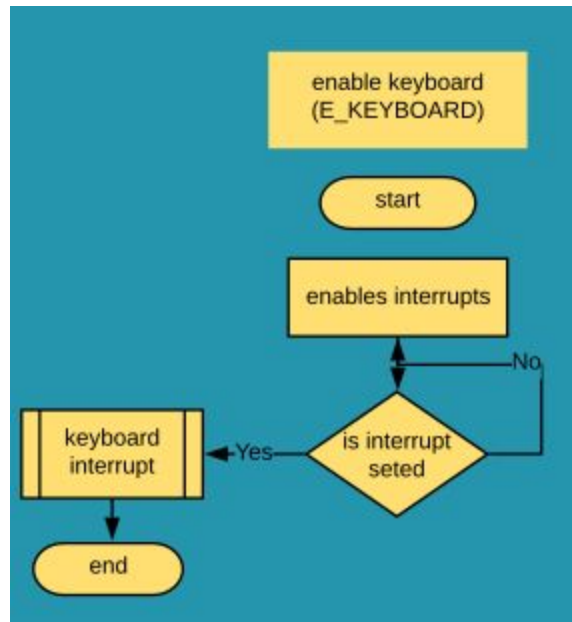 enable keyboard
(E_KEYBOARD)
start
enables interrupts
No
is interrupt
seted
Yes
keyboard
interrupt
end